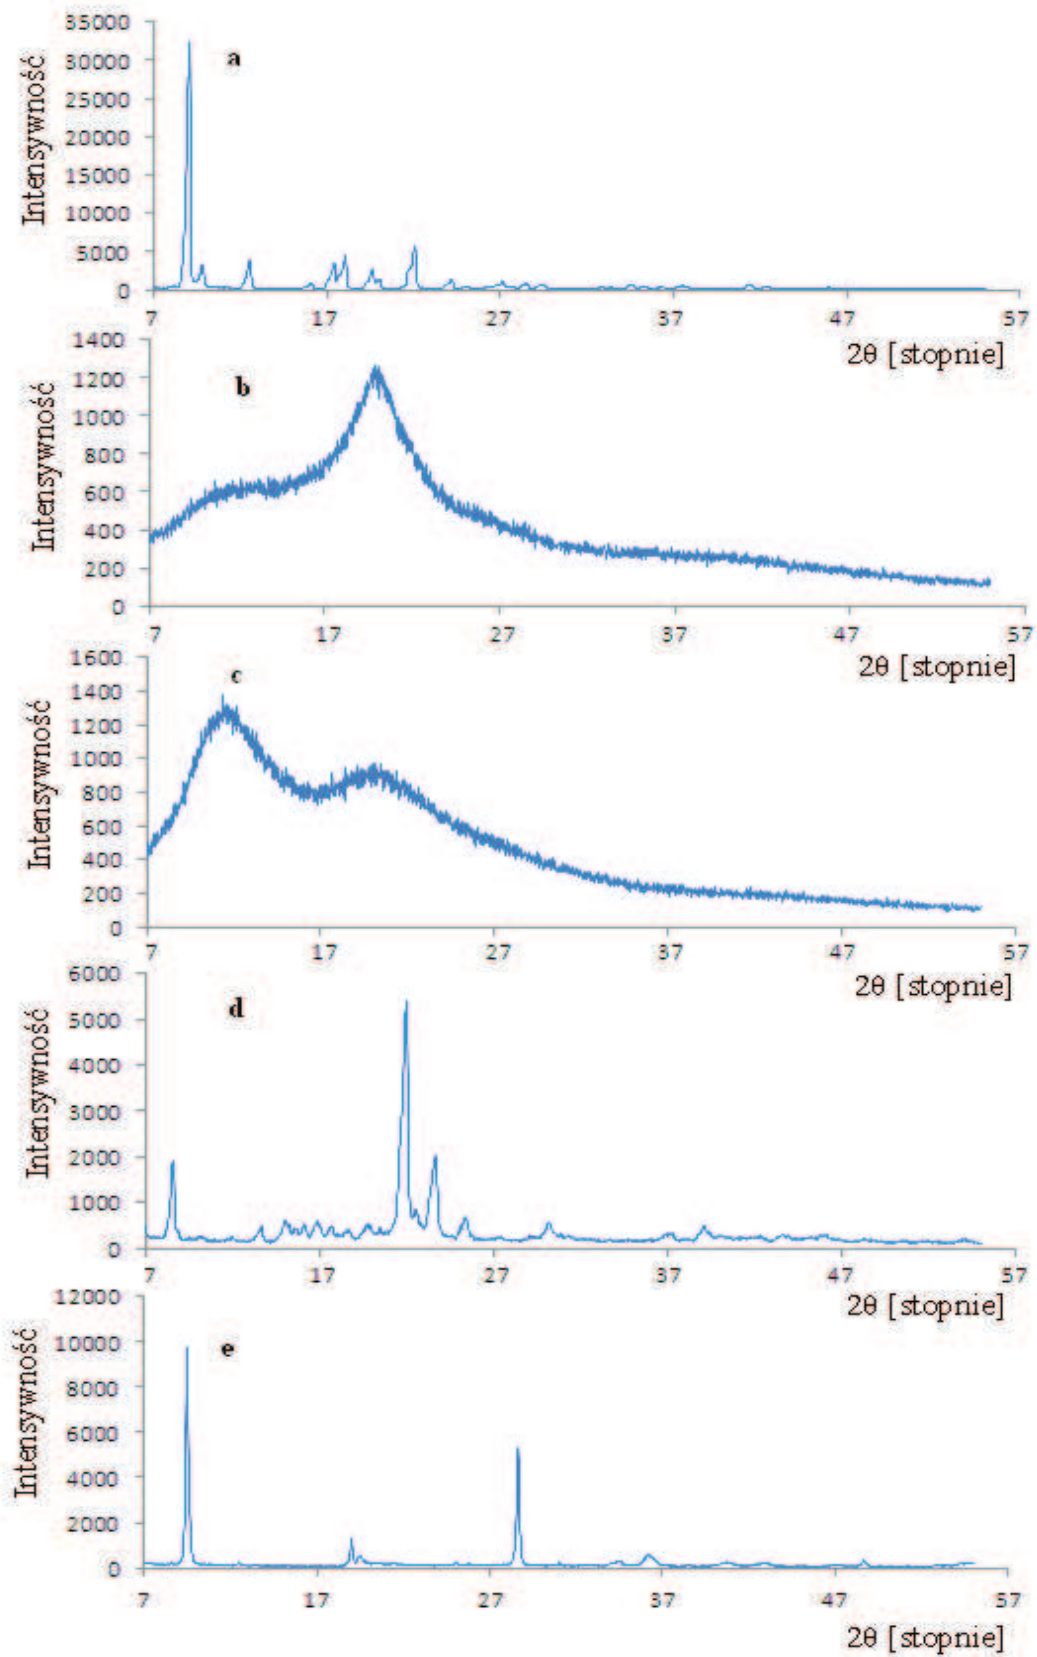 35000
a
30000
25000
20000
15000
10000
5000
0
Intensywność
7 17 27 37 47 57
2θ [stopnie]
1400
b
1200
1000
800
600
400
200
0
Intensywność
7 17 27 37 47 57
2θ [stopnie]
1600
c
1400
1200
1000
800
600
400
200
0
Intensywność
7 17 27 37 47 57
2θ [stopnie]
6000
d
5000
4000
3000
2000
1000
0
Intensywność
7 17 27 37 47 57
2θ [stopnie]
12000
e
10000
8000
6000
4000
2000
0
Intensywność
7 17 27 37 47 57
2θ [stopnie]